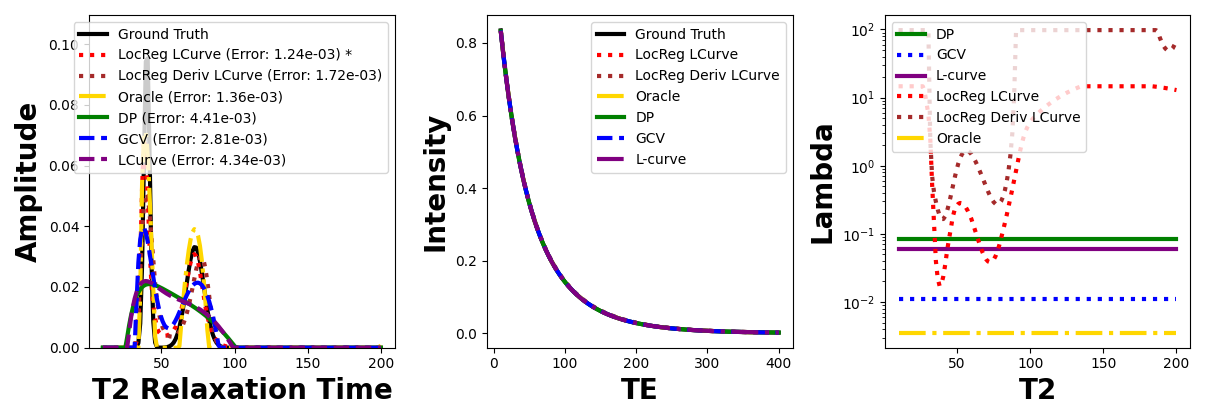 Amplitude
0.00
0.02
0.04
0.06
0.08
0.10
50
100
150
200
T2 Relaxation Time
Ground Truth
LocReg LCurve (Error: 1.24e-03) *
LocReg Deriv LCurve (Error: 1.72e-03)
Oracle (Error: 1.36e-03)
DP (Error: 4.41e-03)
GCV (Error: 2.81e-03)
LCurve (Error: 4.34e-03)
Intensity
0.0
0.2
0.4
0.6
0.8
0
100
200
300
400
TE
Ground Truth
LocReg LCurve
LocReg Deriv LCurve
Oracle
DP
GCV
L-curve
Lambda
10²
10¹
10⁰
10⁻¹
10⁻²
50
100
150
200
T2
DP
GCV
L-curve
LocReg LCurve
LocReg Deriv LCurve
Oracle